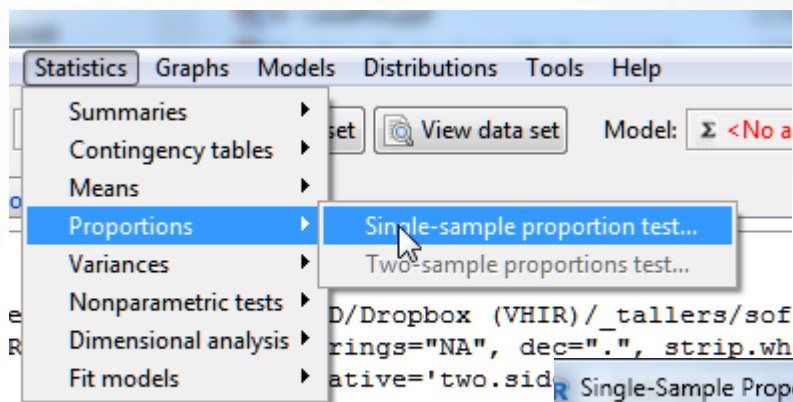 Statistics Graphs Models Distributions Tools Help
Summaries
set View data set Model: Σ <No a
Contingency tables
Means
Proportions Single-sample proportion test...
Variances Two-sample proportions test...
Nonparametric tests D/Dropbox (VHIR)/_tallers/sof
Dimensional analysis rings="NA", dec=".", strip.wh
Fit models ative='two.side
R Single-Sample Prop